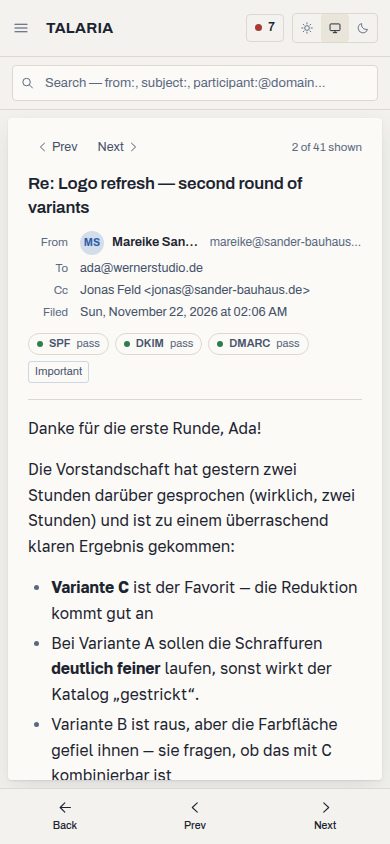 TALARIA
7
Search — from:, subject:, participant:@domain...
Prev
Next
2 of 41 shown
Re: Logo refresh — second round of
variants
From
MS
Mareike San...
mareike@sander-bauhaus....
To
ada@wernerstudio.de
Cc
Jonas Feld <jonas@sander-bauhaus.de>
Filed
Sun, November 22, 2026 at 02:06 AM
SPF pass
DKIM pass
DMARC pass
Important
Danke für die erste Runde, Ada!
Die Vorstandschaft hat gestern zwei
Stunden darüber gesprochen (wirklich, zwei
Stunden) und ist zu einem überraschend
klaren Ergebnis gekommen:
• Variante C ist der Favorit — die Reduktion
kommt gut an
• Bei Variante A sollen die Schraffuren
deutlich feiner laufen, sonst wirkt der
Katalog „gestrickt“.
• Variante B ist raus, aber die Farbfläche
gefiel ihnen — sie fragen, ob das mit C
kombinierbar ist
Back
Prev
Next